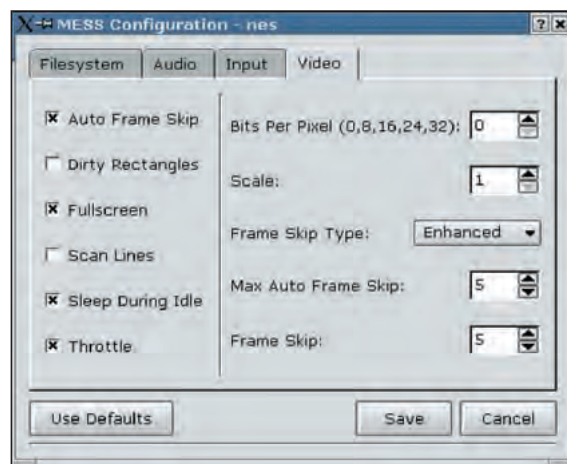 MESS Configuration - nes
Filesystem Audio Input Video
Auto Frame Skip
Dirty Rectangles
Fullscreen
Scan Lines
Sleep During Idle
Throttle
Bits Per Pixel (0,8,16,24,32): 0
Scale: 1
Frame Skip Type: Enhanced
Max Auto Frame Skip: 5
Frame Skip: 5
Use Defaults Save Cancel